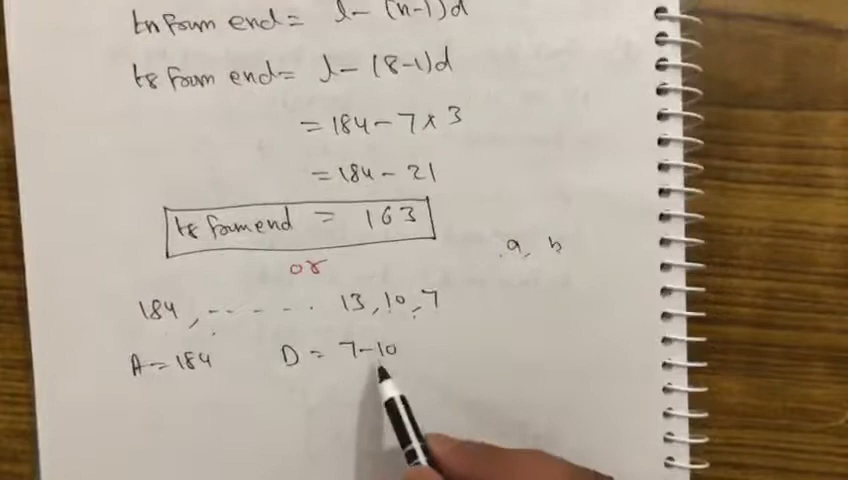 tn from end = l - (n-1)d
t8 from end = l - (8-1)d
= 184 - 7 x 3
= 184 - 21
t8 from end = 163
a, b
or
184, ------. 13, 10, 7
A = 184 D = 7-10